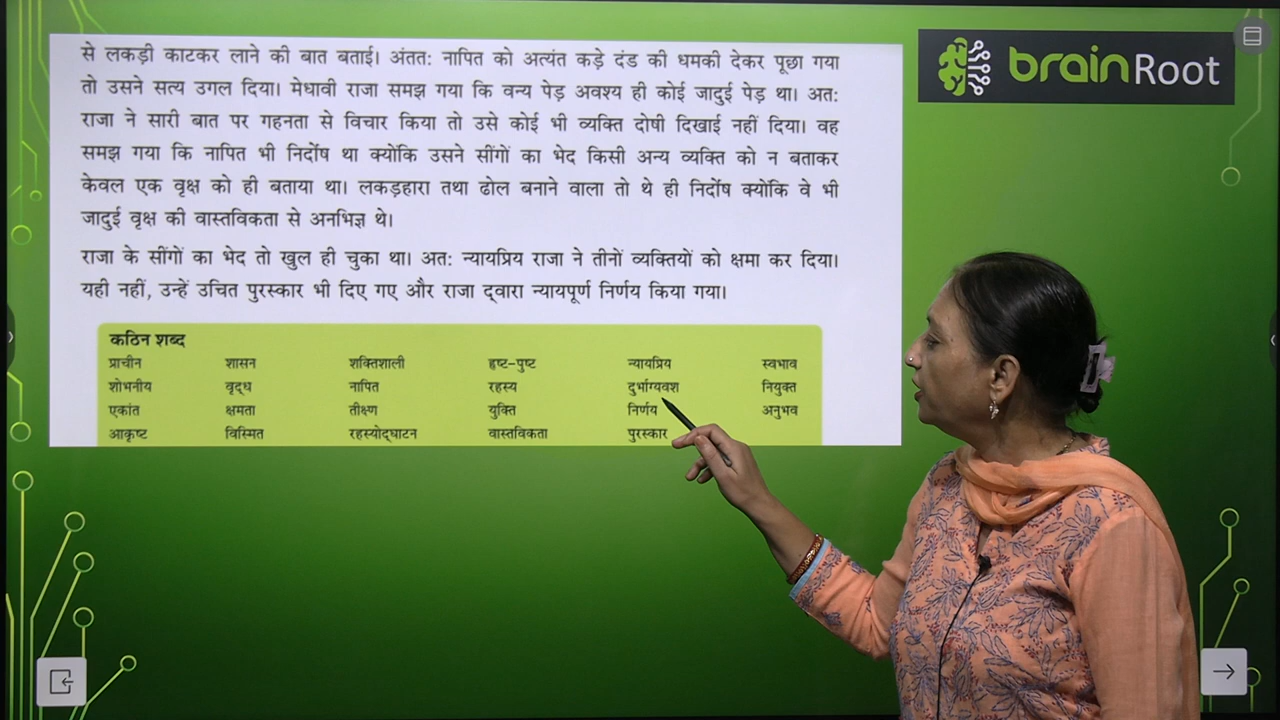 से लकड़ी काटकर लाने की बात बताई। अंतत: नापित को अत्यंत कड़े दंड की धमकी देकर पूछा गया
तो उसने सत्य उगल दिया। मेधावी राजा समझ गया कि वन्य पेड़ अवश्य ही कोई जादुई पेड़ था। अत:
राजा ने सारी बात पर गहनता से विचार किया तो उसे कोई भी व्यक्ति दोषी दिखाई नहीं दिया। वह
समझ गया कि नापित भी निर्दोष था क्योंकि उसने सींगों का भेद किसी अन्य व्यक्ति को न बताकर
केवल एक वृक्ष को ही बताया था। लकड़हारा तथा ढोल बनाने वाला तो थे ही निर्दोष क्योंकि वे भी
जादुई वृक्ष की वास्तविकता से अनभिज्ञ थे।
राजा के सींगों का भेद तो खुल ही चुका था। अत: न्यायप्रिय राजा ने तीनों व्यक्तियों को क्षमा कर दिया।
यही नहीं, उन्हें उचित पुरस्कार भी दिए गए और राजा द्वारा न्यायपूर्ण निर्णय किया गया।
कठिन शब्द
प्राचीन शासन शक्तिशाली हृष्ट-पुष्ट न्यायप्रिय स्वभाव
शोभनीय वृद्ध नापित रहस्य दुर्भाग्यवश नियुक्त
एकांत क्षमता तीक्ष्ण युक्ति निर्णय अनुभव
आकृष्ट विस्मित रहस्योद्घाटन वास्तविकता पुरस्कार
brainRoot